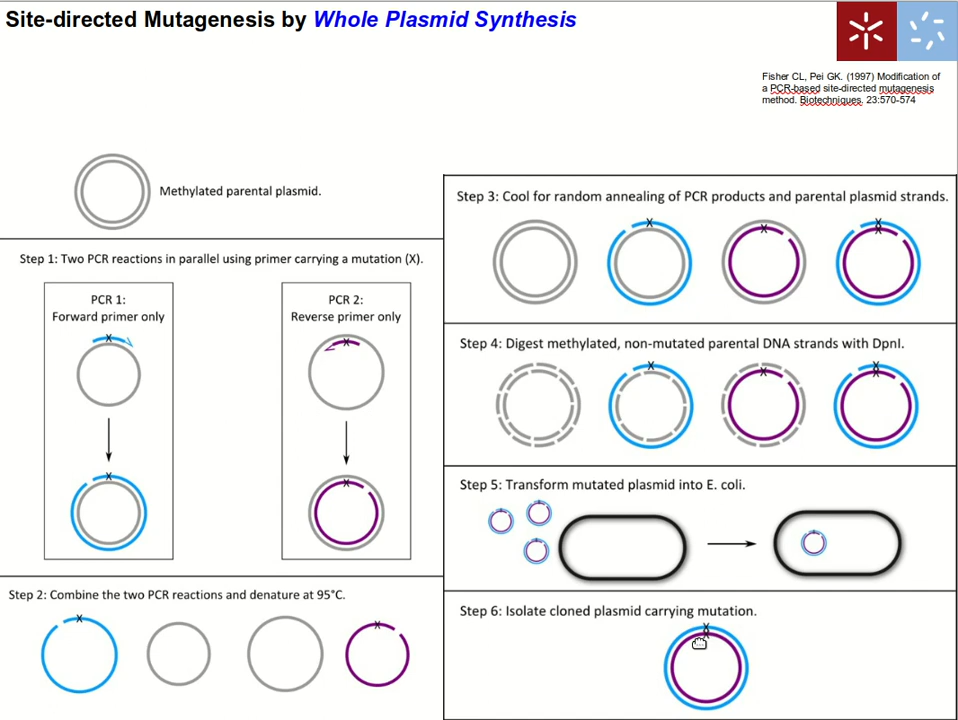 Site-directed Mutagenesis by Whole Plasmid Synthesis
Fisher CL, Pei GK. (1997) Modification of
a PCR-based site-directed mutagenesis
method. Biotechniques. 23:570-574
Methylated parental plasmid.
Step 1: Two PCR reactions in parallel using primer carrying a mutation (X).
PCR 1:
Forward primer only
X
X
PCR 2:
Reverse primer only
X
X
Step 2: Combine the two PCR reactions and denature at 95°C.
X
X
Step 3: Cool for random annealing of PCR products and parental plasmid strands.
X
X
X
X
Step 4: Digest methylated, non-mutated parental DNA strands with DpnI.
X
X
X
X
Step 5: Transform mutated plasmid into E. coli.
Step 6: Isolate cloned plasmid carrying mutation.
X
X